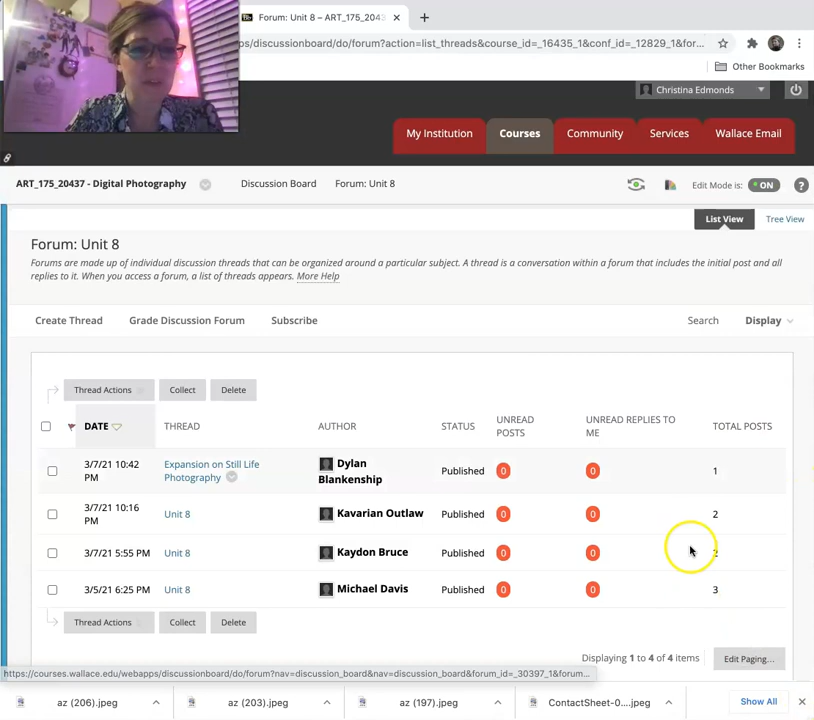 Forum: Unit 8 – ART_175_2043
ps/discussionboard/do/forum?action=list_threads&course_id=_16435_1&conf_id=_12829_1&for...
Other Bookmarks
Christina Edmonds
My Institution Courses Community Services Wallace Email
ART_175_20437 - Digital Photography Discussion Board Forum: Unit 8 Edit Mode is: ON ?
List View Tree View
Forum: Unit 8
Forums are made up of individual discussion threads that can be organized around a particular subject. A thread is a conversation within a forum that includes the initial post and all
replies to it. When you access a forum, a list of threads appears. More Help
Create Thread Grade Discussion Forum Subscribe Search Display
Thread Actions Collect Delete
DATE THREAD AUTHOR STATUS UNREAD POSTS UNREAD REPLIES TO ME TOTAL POSTS
3/7/21 10:42 PM Expansion on Still Life Photography Dylan Blankenship Published 0 0 1
3/7/21 10:16 PM Unit 8 Kavarian Outlaw Published 0 0 2
3/7/21 5:55 PM Unit 8 Kaydon Bruce Published 0 0
3/5/21 6:25 PM Unit 8 Michael Davis Published 0 0 3
Thread Actions Collect Delete
Displaying 1 to 4 of 4 items Edit Paging...
https://courses.wallace.edu/webapps/discussionboard/do/forum?nav=discussion_board&nav=discussion_board&forum_id=_30397_1&forum...
az (206).jpeg az (203).jpeg az (197).jpeg ContactSheet-0....jpeg Show All